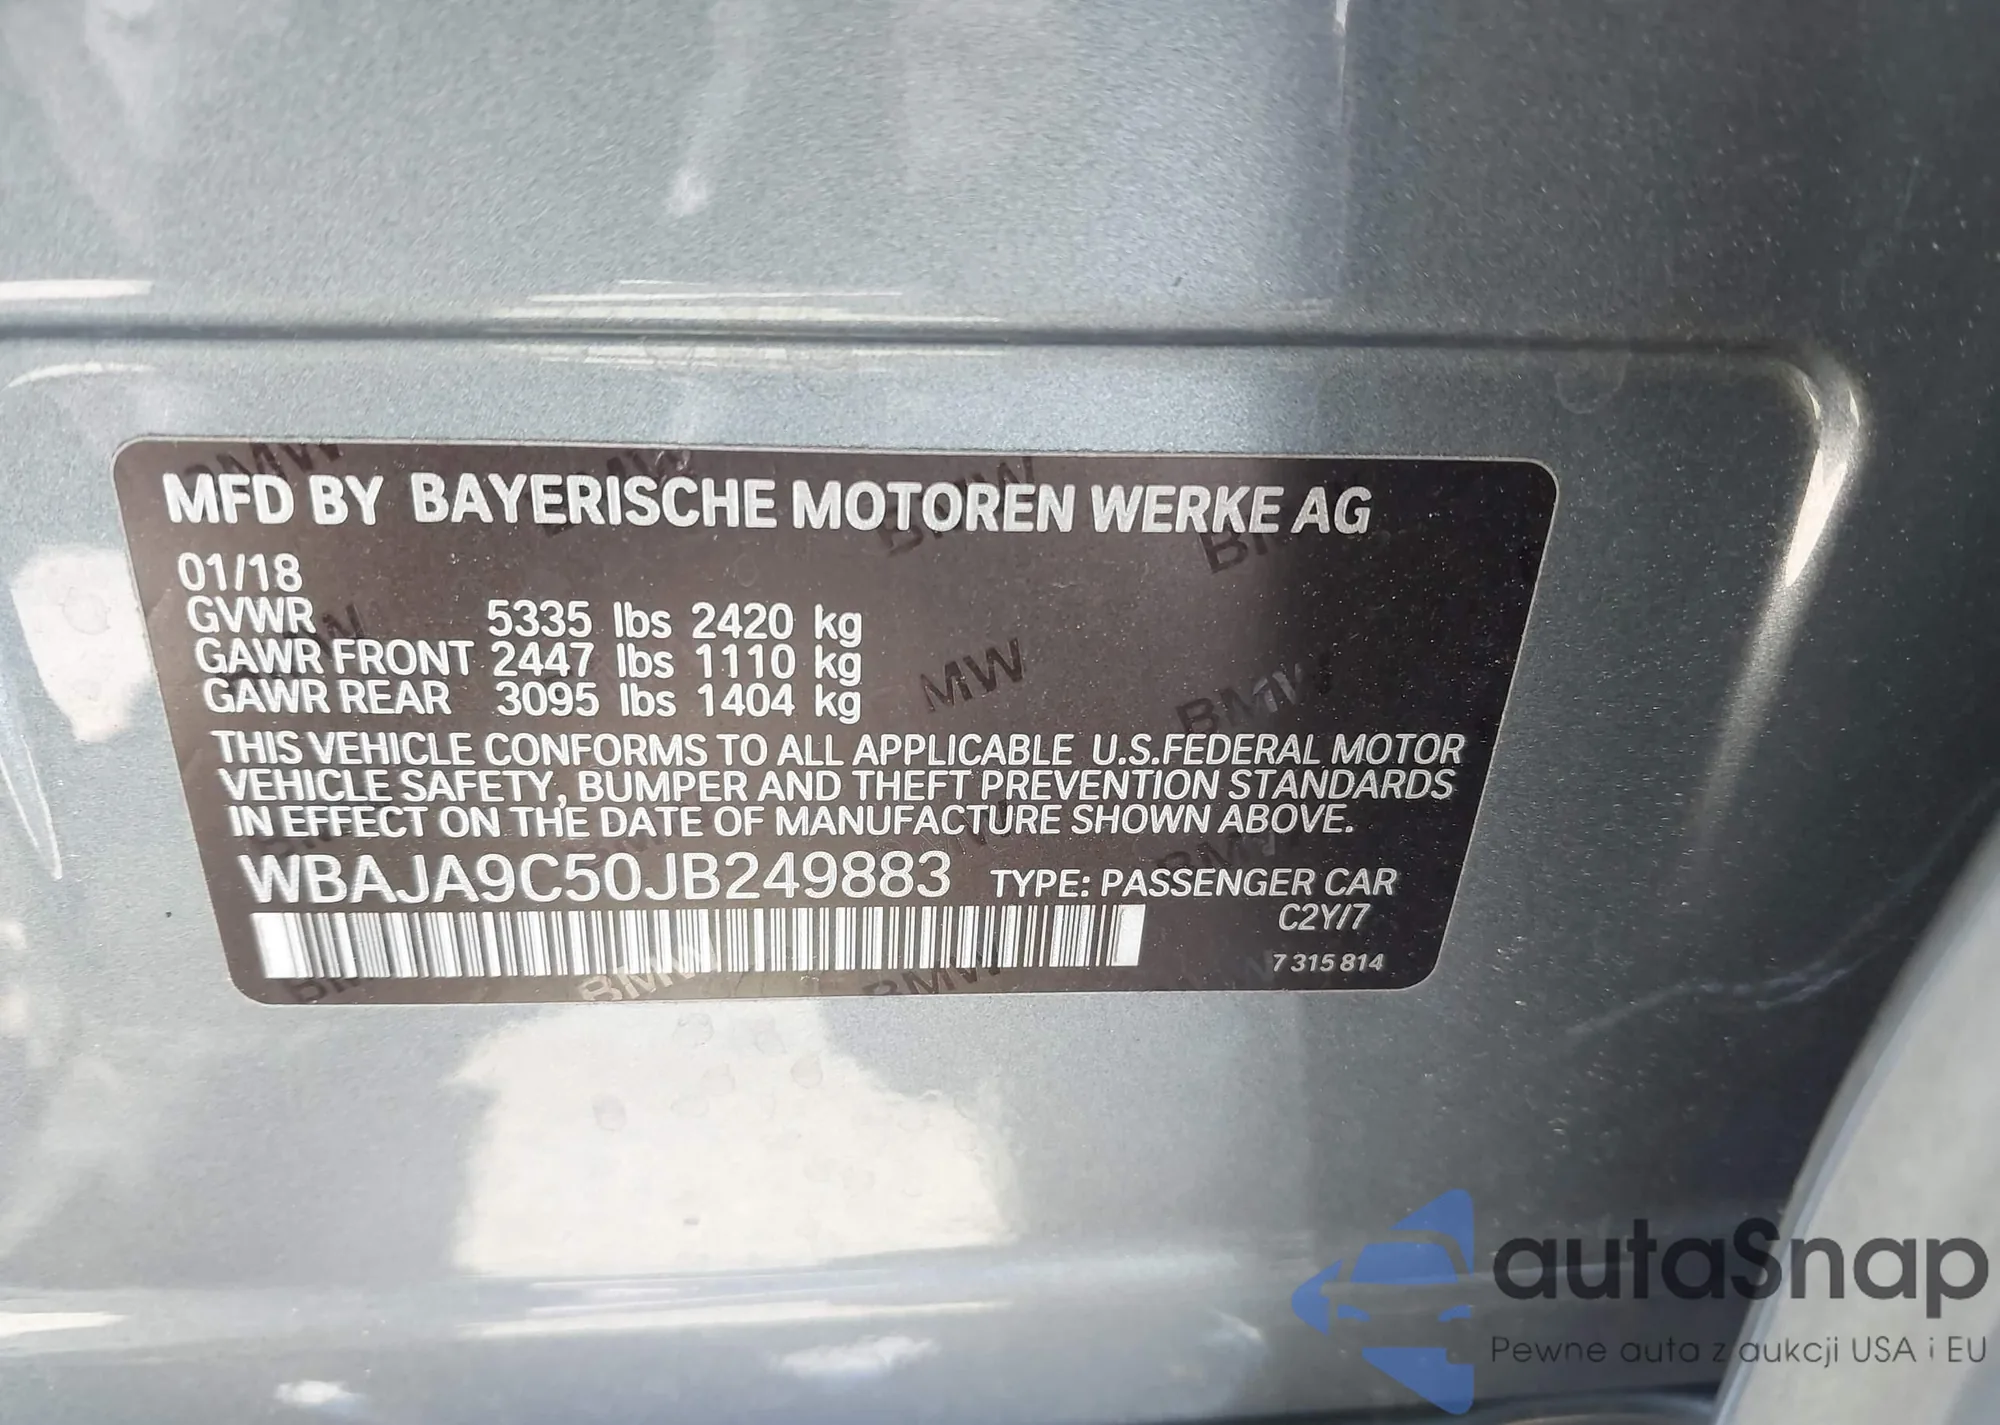 MFD BY BAYERISCHE MOTOREN WERKE AG
01/18
GVWR 5335 lbs 2420 kg
GAWR FRONT 2447 lbs 1110 kg
GAWR REAR 3095 lbs 1404 kg
THIS VEHICLE CONFORMS TO ALL APPLICABLE U.S.FEDERAL MOTOR
VEHICLE SAFETY, BUMPER AND THEFT PREVENTION STANDARDS
IN EFFECT ON THE DATE OF MANUFACTURE SHOWN ABOVE.
WBAJA9C50JB249883 TYPE: PASSENGER CAR
C2Y/7
7 315 814
autaSnap
Pewne auta z aukcji USA i EU